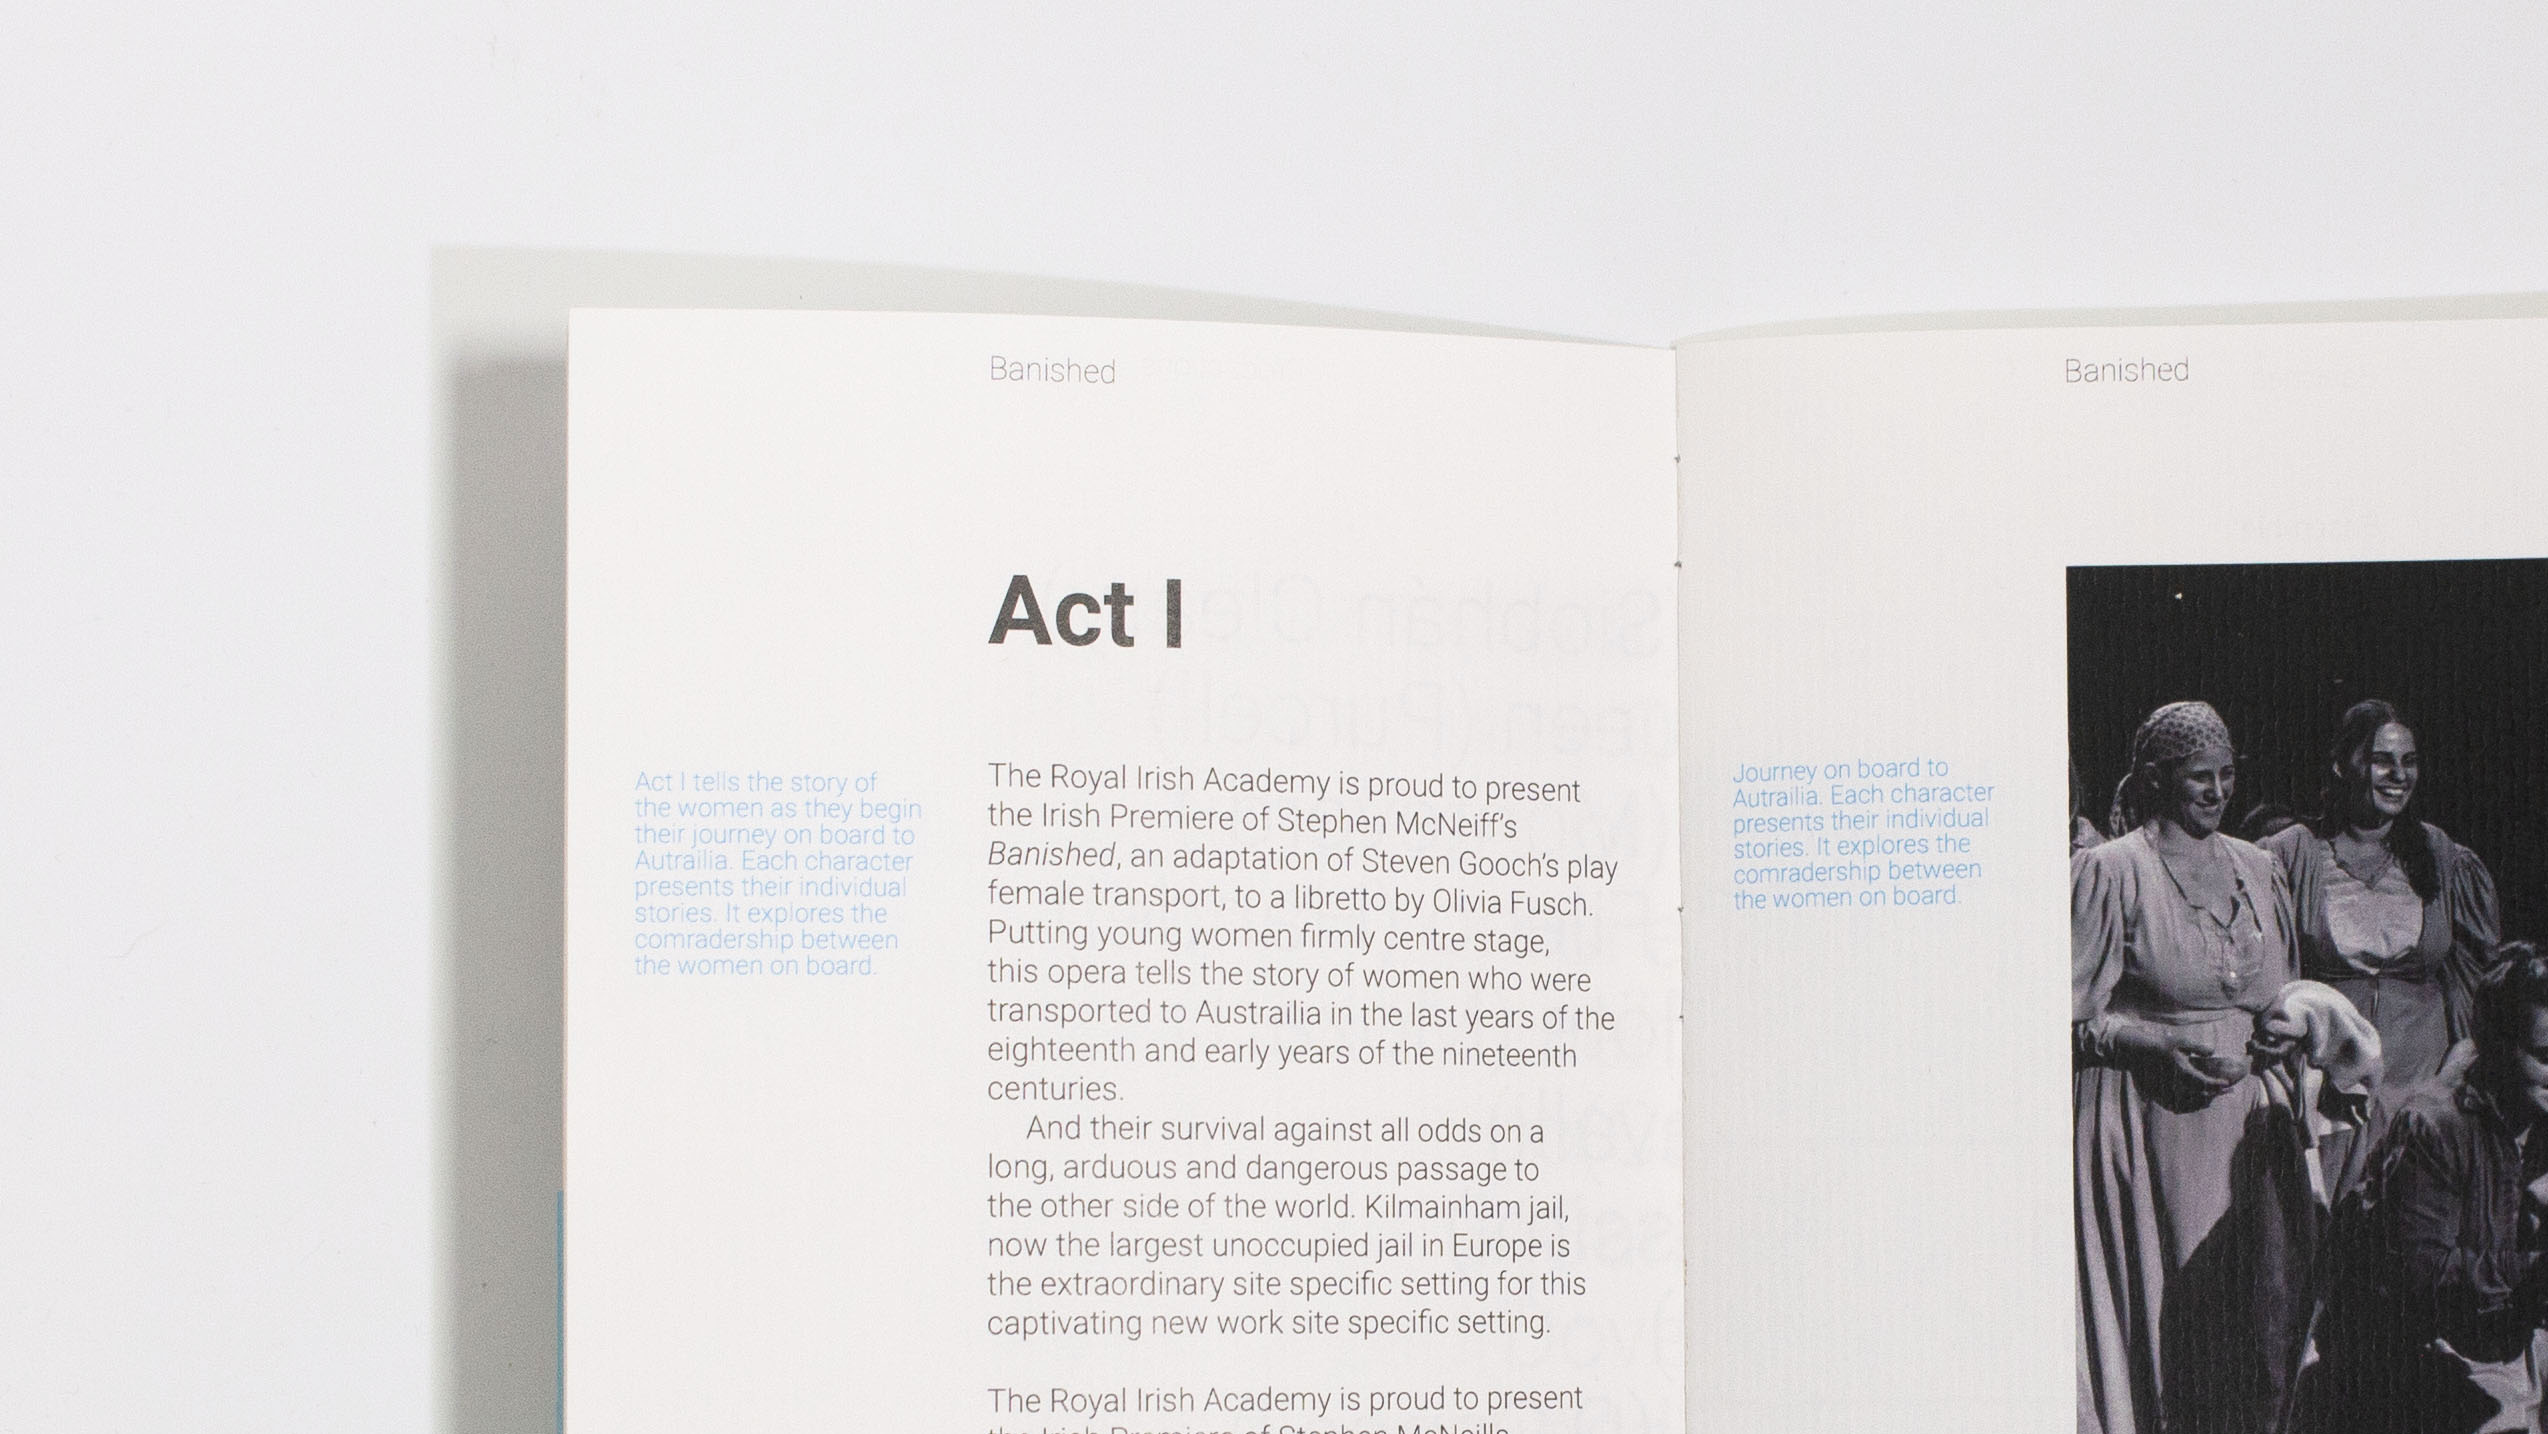 Banished
Act I
Act I tells the story of
the women as they begin
their journey on board to
Autrailia. Each character
presents their individual
stories. It explores the
comradership between
the women on board.
The Royal Irish Academy is proud to present
the Irish Premiere of Stephen McNeiff's
Banished, an adaptation of Steven Gooch's play
female transport, to a libretto by Olivia Fusch.
Putting young women firmly centre stage,
this opera tells the story of women who were
transported to Austrailia in the last years of the
eighteenth and early years of the nineteenth
centuries.
And their survival against all odds on a
long, arduous and dangerous passage to
the other side of the world. Kilmainham jail,
now the largest unoccupied jail in Europe is
the extraordinary site specific setting for this
captivating new work site specific setting.
The Royal Irish Academy is proud to present
the Irish Premiere of Stephen McNeills
Banished
Journey on board to
Autrailia. Each character
presents their individual
stories. It explores the
comradership between
the women on board.